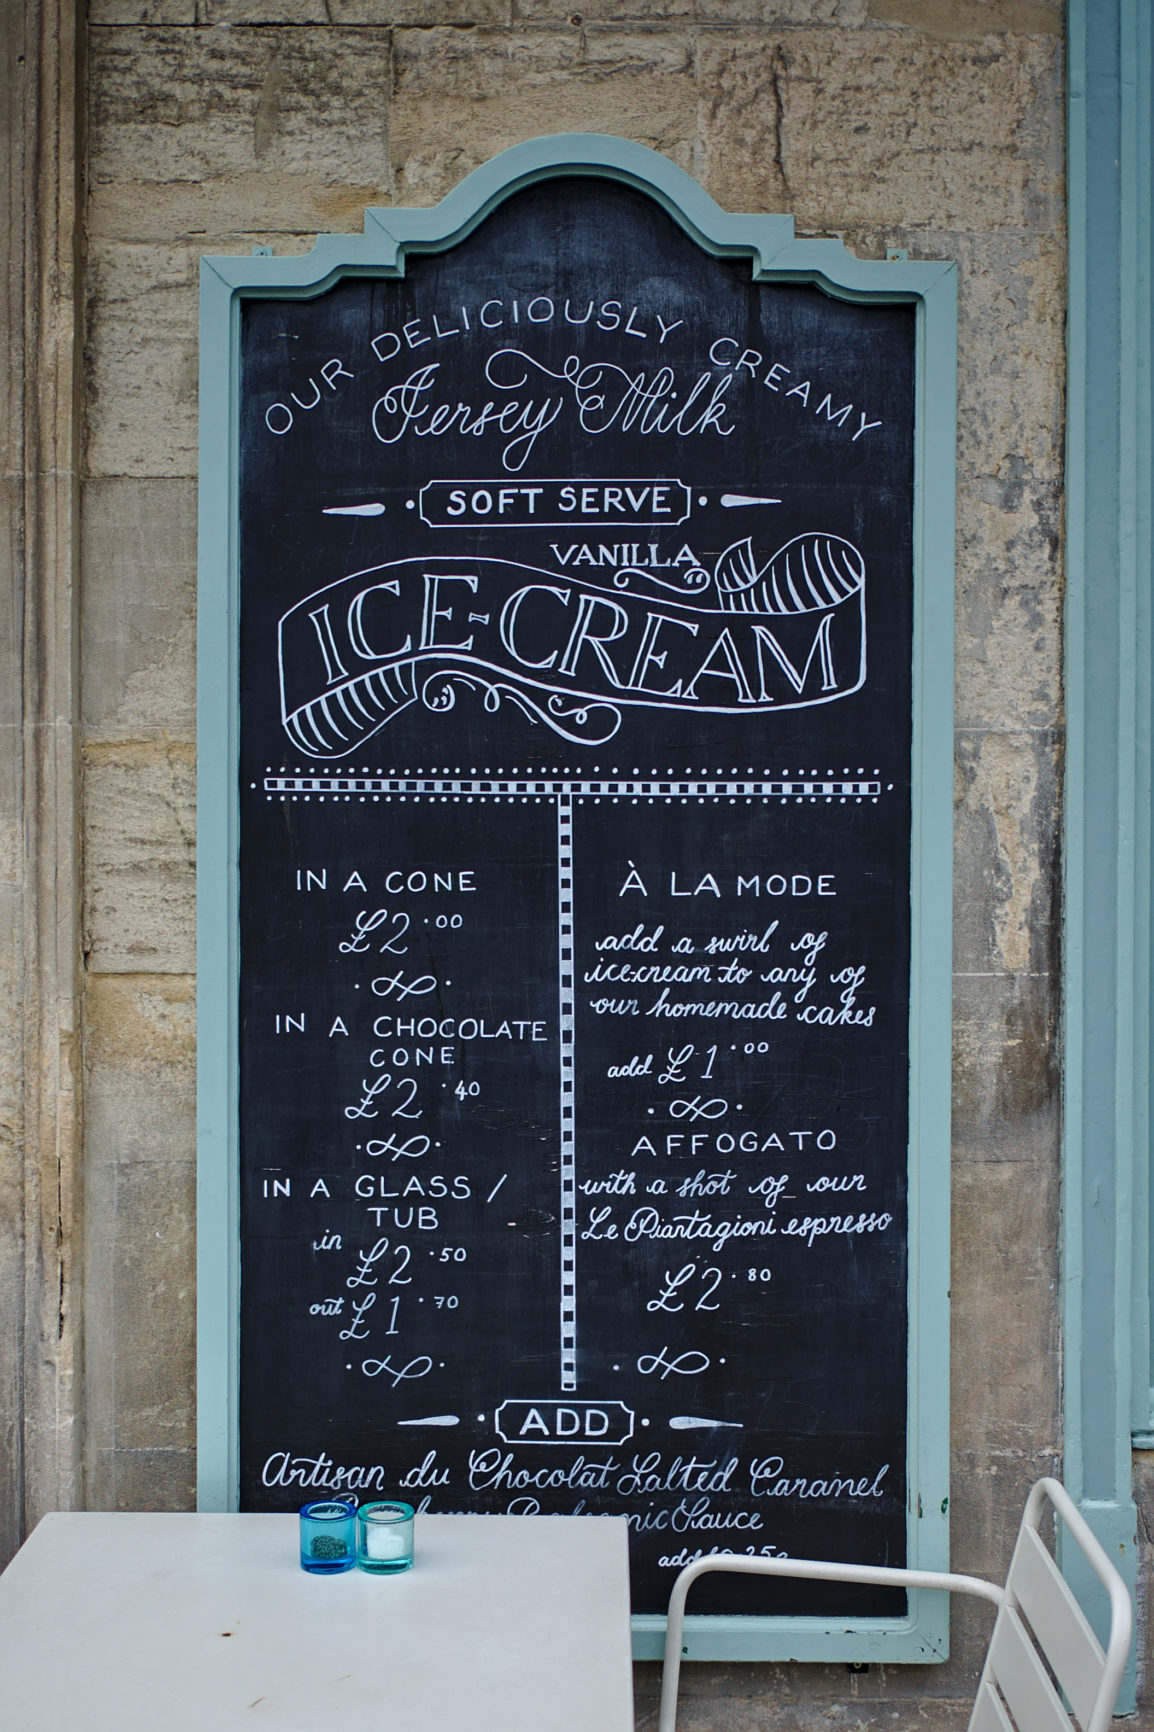 OUR DELICIOUSLY CREAMY
Jersey Milk
SOFT SERVE
VANILLA
ICE-CREAM
IN A CONE
£2.00
IN A CHOCOLATE
CONE
£2.40
IN A GLASS /
TUB
in £2.50
out £1.70
À LA MODE
add a swirl of
ice-cream to any of
our homemade cakes
add £1.00
AFFOGATO
with a shot of our
Le Piantagioni espresso
£2.80
ADD
Artisan du Chocolat Salted Caramel
Sauce
add